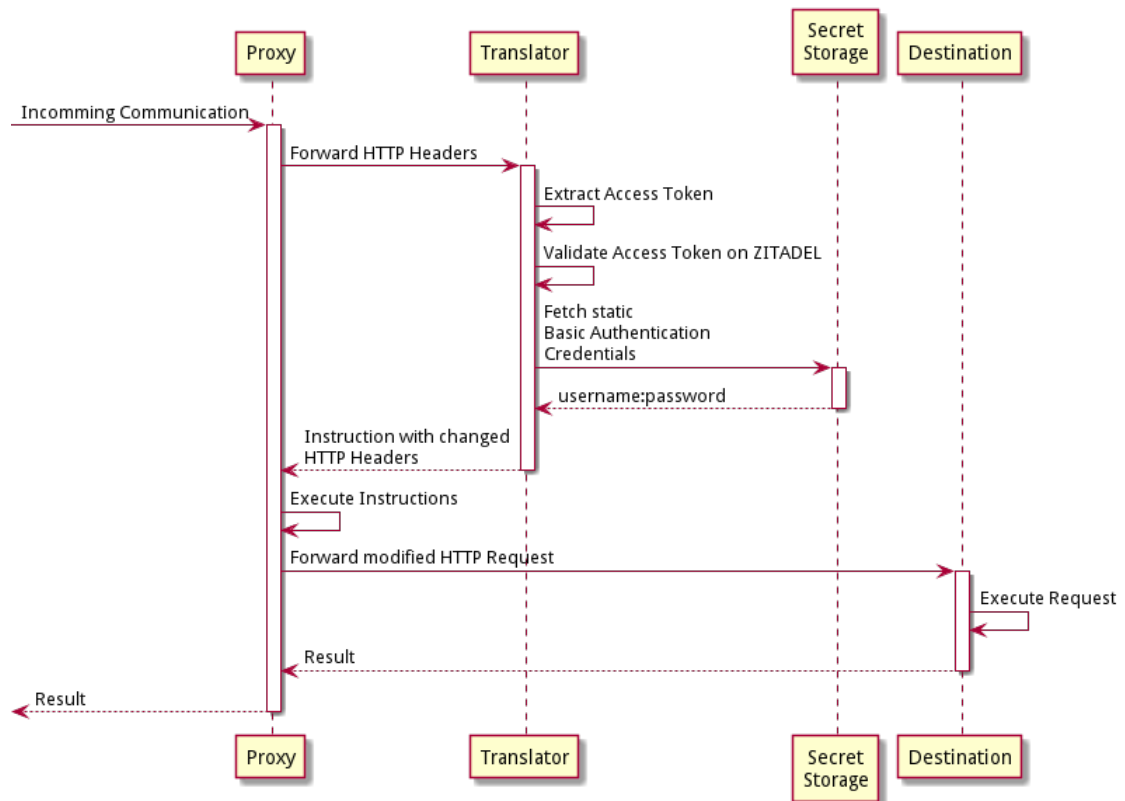 Proxy
Translator
Secret
Storage
Destination
Incomming Communication
Forward HTTP Headers
Extract Access Token
Validate Access Token on ZITADEL
Fetch static
Basic Authentication
Credentials
username:password
Instruction with changed
HTTP Headers
Execute Instructions
Forward modified HTTP Request
Execute Request
Result
Result
Proxy
Translator
Secret
Storage
Destination